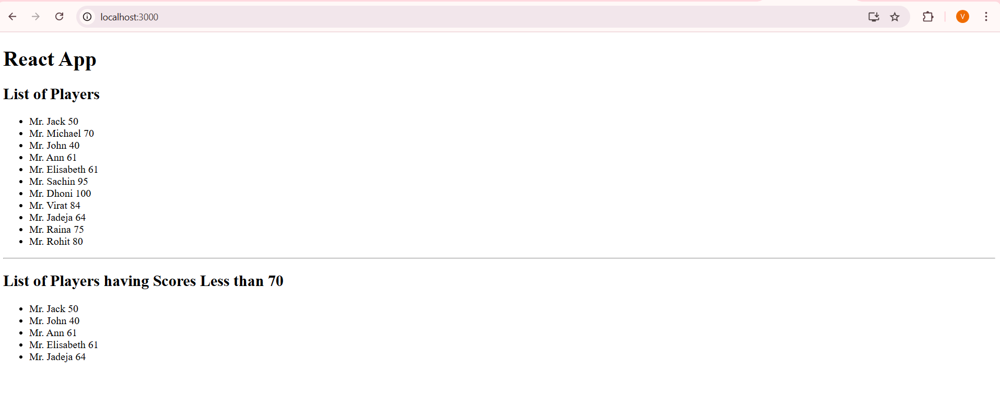 localhost:3000
V
React App
List of Players
Mr. Jack 50
Mr. Michael 70
Mr. John 40
Mr. Ann 61
Mr. Elisabeth 61
Mr. Sachin 95
Mr. Dhoni 100
Mr. Virat 84
Mr. Jadeja 64
Mr. Raina 75
Mr. Rohit 80
List of Players having Scores Less than 70
Mr. Jack 50
Mr. John 40
Mr. Ann 61
Mr. Elisabeth 61
Mr. Jadeja 64